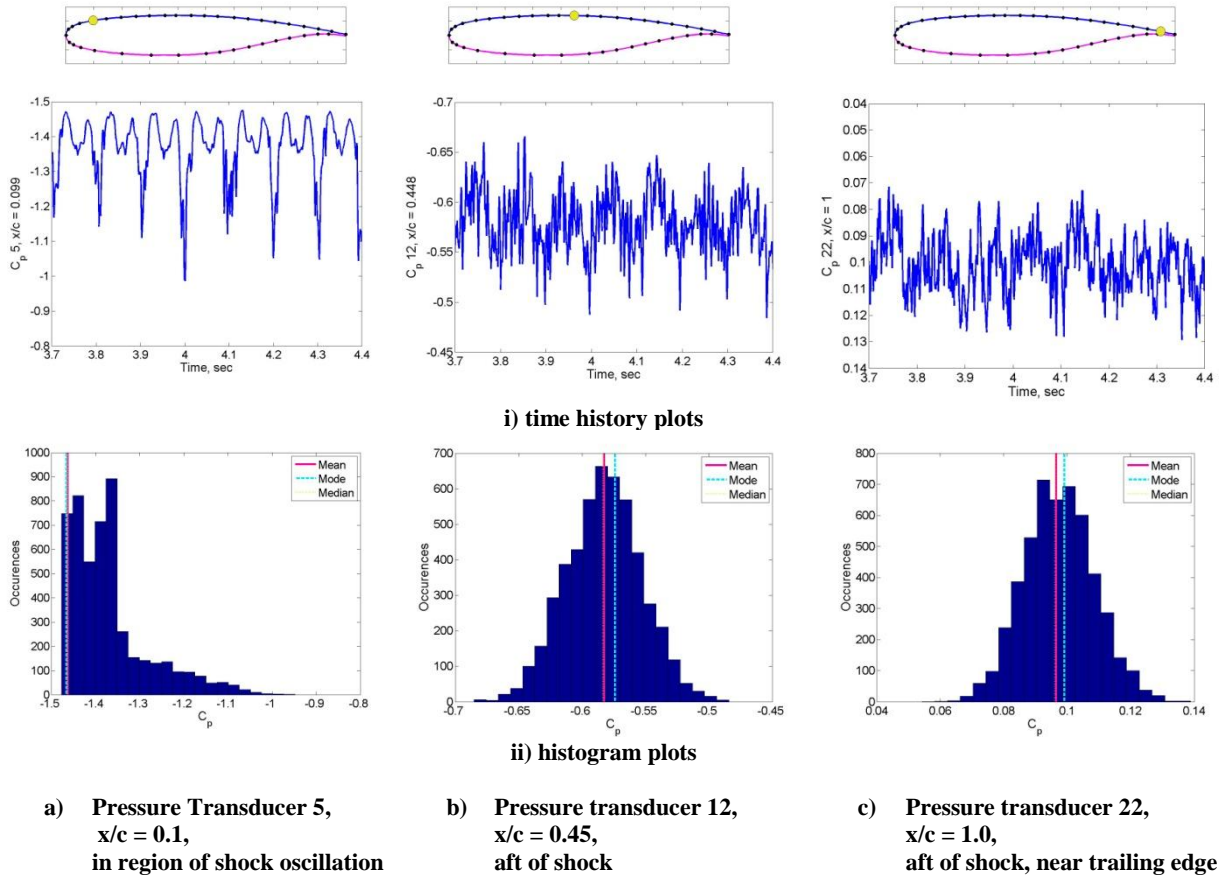 -1.5
-1.4
-1.3
-1.2
-1.1
-1
-0.9
-0.8
3.7 3.8 3.9 4 4.1 4.2 4.3 4.4
Time, sec
Cp 5, x/c = 0.099
-0.7
-0.65
-0.6
-0.55
-0.5
-0.45
3.7 3.8 3.9 4 4.1 4.2 4.3 4.4
Time, sec
Cp 12, x/c = 0.448
0.04
0.05
0.06
0.07
0.08
0.09
0.1
0.11
0.12
0.13
0.14
3.7 3.8 3.9 4 4.1 4.2 4.3 4.4
Time, sec
Cp 22, x/c = 1
i) time history plots
1000
900
800
700
600
500
400
300
200
100
0
-1.5 -1.4 -1.3 -1.2 -1.1 -1 -0.9 -0.8
Cp
Occurences
Mean
Mode
Median
700
600
500
400
300
200
100
0
-0.7 -0.65 -0.6 -0.55 -0.5 -0.45
Cp
Occurences
Mean
Mode
Median
800
700
600
500
400
300
200
100
0
0.04 0.06 0.08 0.1 0.12 0.14
Cp
Occurences
Mean
Mode
Median
ii) histogram plots
a) Pressure Transducer 5,
x/c = 0.1,
in region of shock oscillation
b) Pressure transducer 12,
x/c = 0.45,
aft of shock
c) Pressure transducer 22,
x/c = 1.0,
aft of shock, near trailing edge